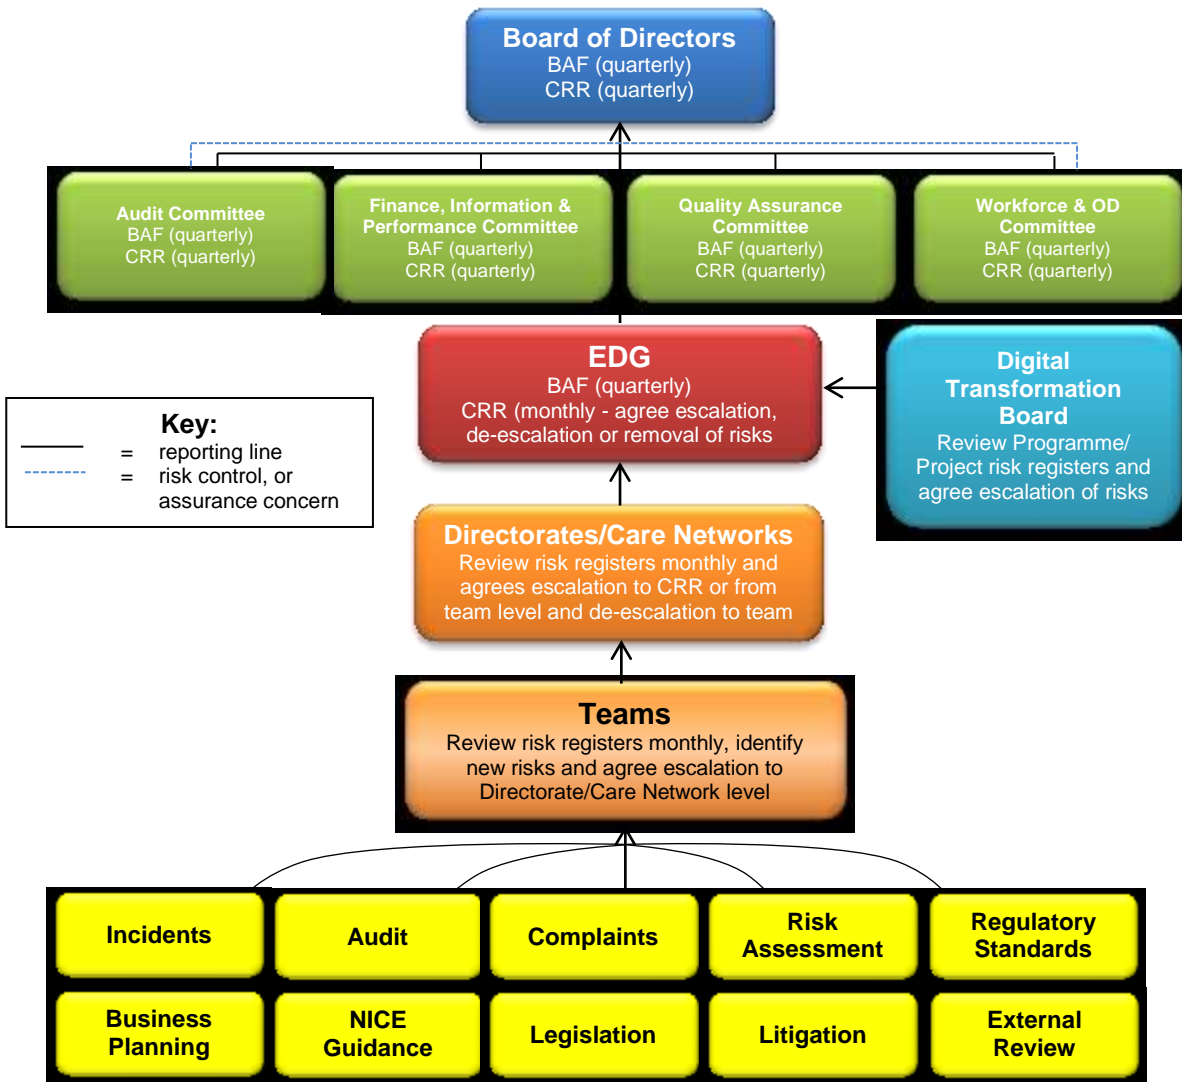 Board of Directors
BAF (quarterly)
CRR (quarterly)
Audit Committee
BAF (quarterly)
CRR (quarterly)
Finance, Information &
Performance Committee
BAF (quarterly)
CRR (quarterly)
Quality Assurance
Committee
BAF (quarterly)
CRR (quarterly)
Workforce & OD
Committee
BAF (quarterly)
CRR (quarterly)
EDG
BAF (quarterly)
CRR (monthly - agree escalation,
de-escalation or removal of risks
Digital
Transformation
Board
Review Programme/
Project risk registers and
agree escalation of risks
Key:
= reporting line
= risk control, or
assurance concern
Directorates/Care Networks
Review risk registers monthly and
agrees escalation to CRR or from
team level and de-escalation to team
Teams
Review risk registers monthly, identify
new risks and agree escalation to
Directorate/Care Network level
Incidents
Audit
Complaints
Risk
Assessment
Regulatory
Standards
Business
Planning
NICE
Guidance
Legislation
Litigation
External
Review